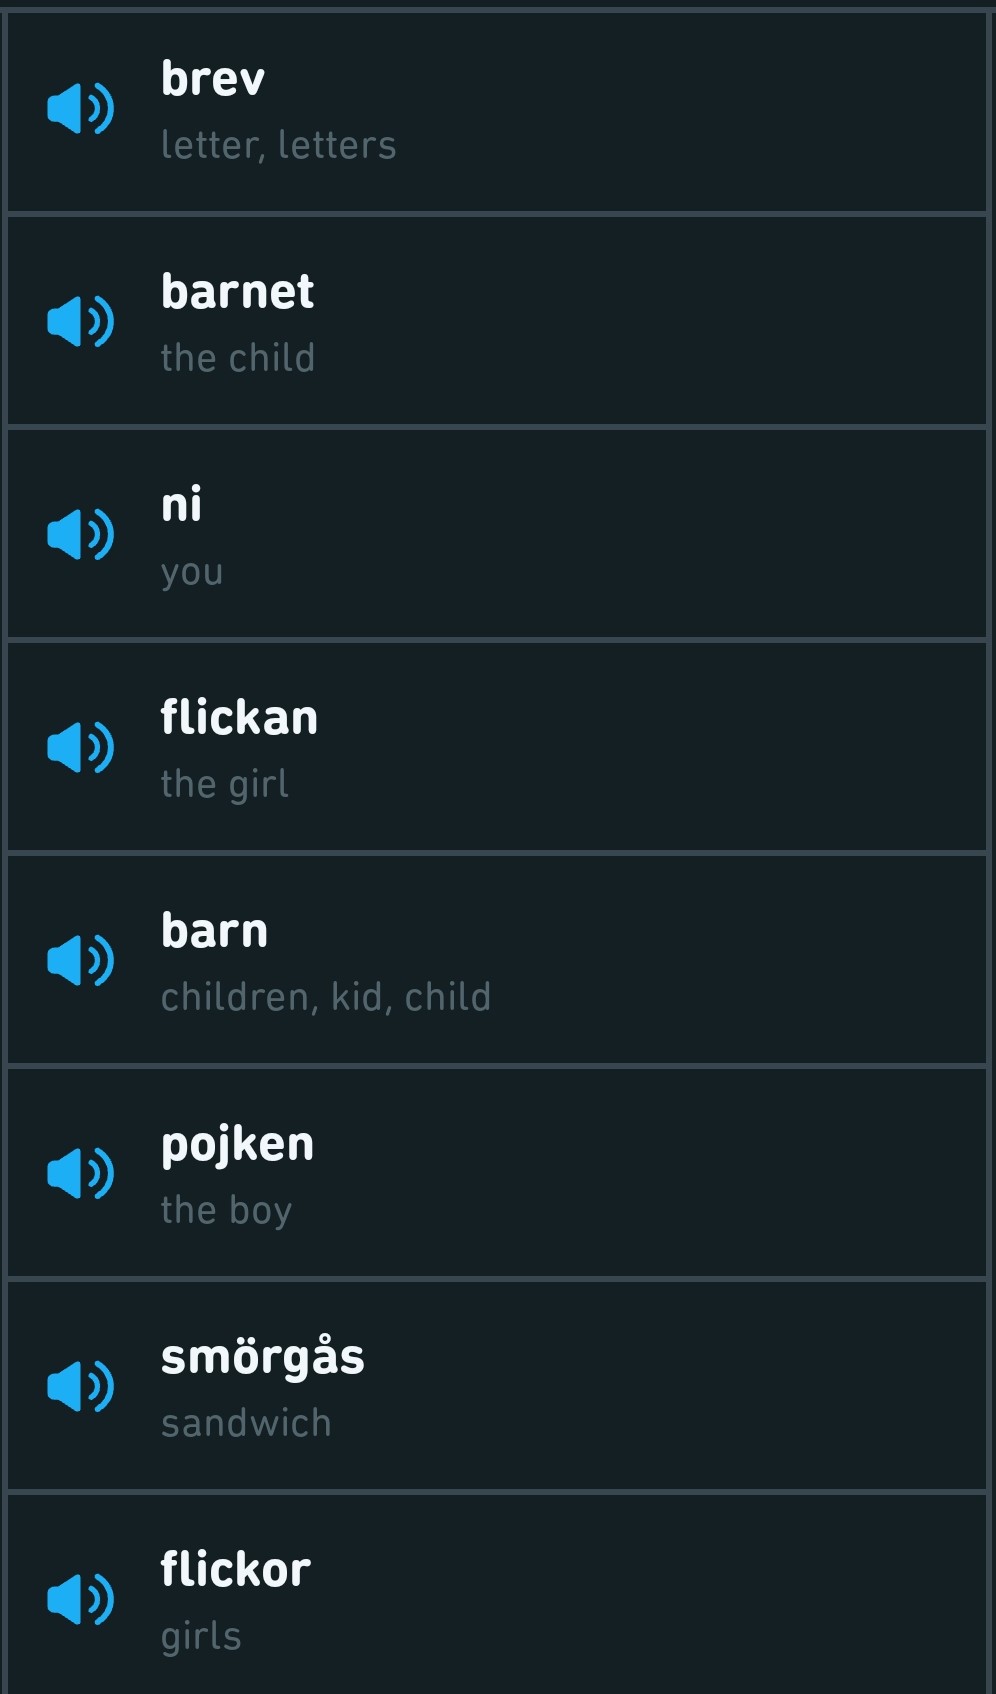 brev
letter, letters
barnet
the child
ni
you
flickan
the girl
barn
children, kid, child
pojken
the boy
smörgås
sandwich
flickor
girls